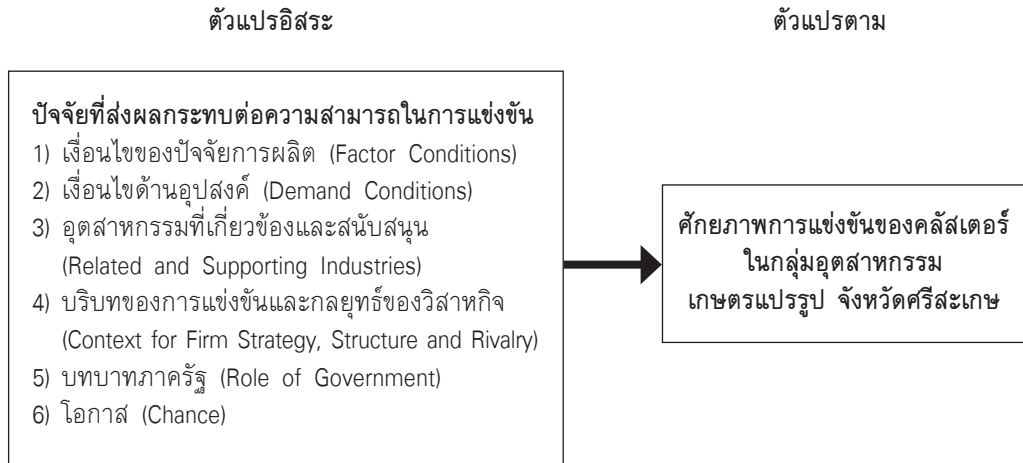 ตัวแปรอิสระ
ตัวแปรตาม
ปัจจัยที่ส่งผลกระทบต่อความสามารถในการแข่งขัน
1) เงื่อนไขของปัจจัยการผลิต (Factor Conditions)
2) เงื่อนไขด้านอุปสงค์ (Demand Conditions)
3) อุตสาหกรรมที่เกี่ยวข้องและสนับสนุน
(Related and Supporting Industries)
4) บริบทของการแข่งขันและกลยุทธ์ของวิสาหกิจ
(Context for Firm Strategy, Structure and Rivalry)
5) บทบาทภาครัฐ (Role of Government)
6) โอกาส (Chance)
ศักยภาพการแข่งขันของคลัสเตอร์
ในกลุ่มอุตสาหกรรม
เกษตรแปรรูป จังหวัดศรีสะเกษ